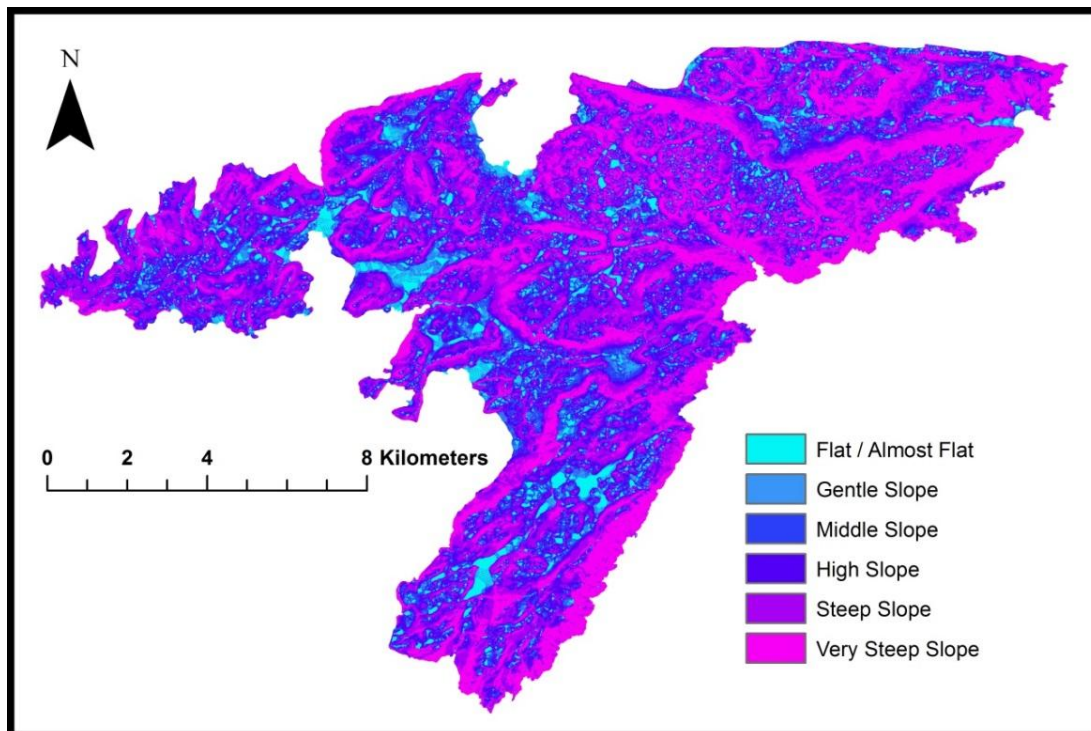 N
0 2 4 8 Kilometers
Flat / Almost Flat
Gentle Slope
Middle Slope
High Slope
Steep Slope
Very Steep Slope